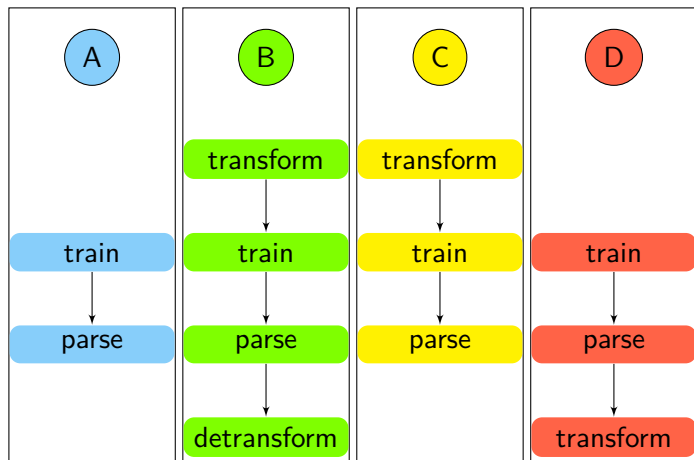 A
B
C
D
transform
transform
train
train
train
train
parse
parse
parse
parse
detransform
transform